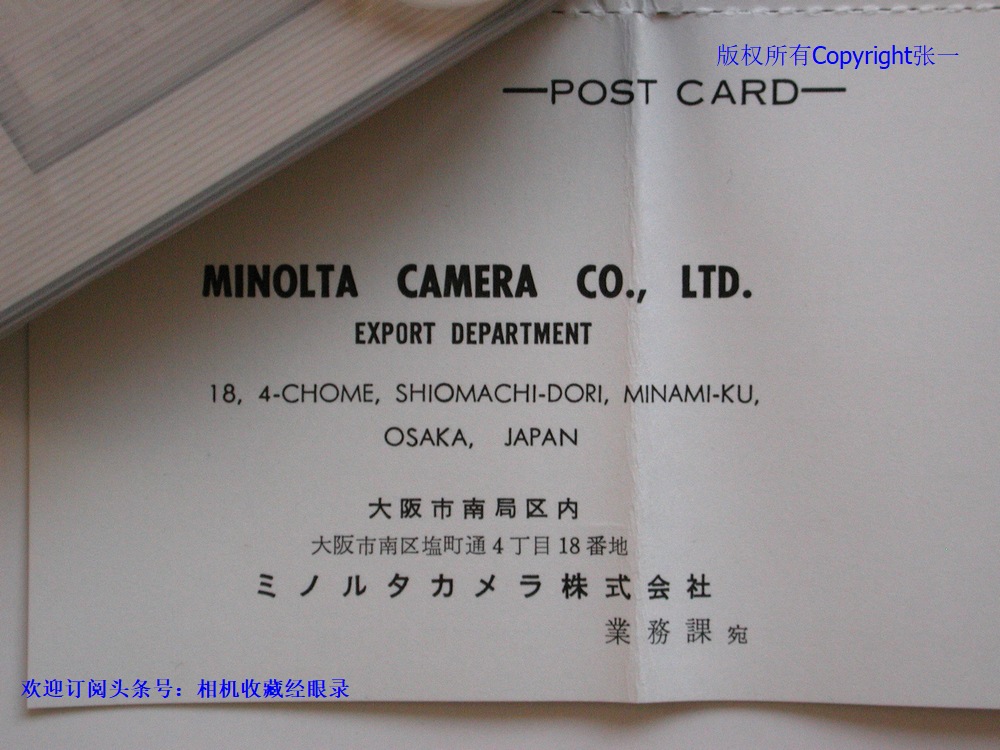 版权所有Copyright张一
—POST CARD—
MINOLTA CAMERA CO., LTD.
EXPORT DEPARTMENT
18, 4-CHOME, SHIOMACHI-DORI, MINAMI-KU,
OSAKA, JAPAN
大阪市南局区内
大阪市南区塩町通4丁目18番地
ミノルタカメラ株式会社
業務課宛
欢迎订阅头条号：相机收藏经眼录